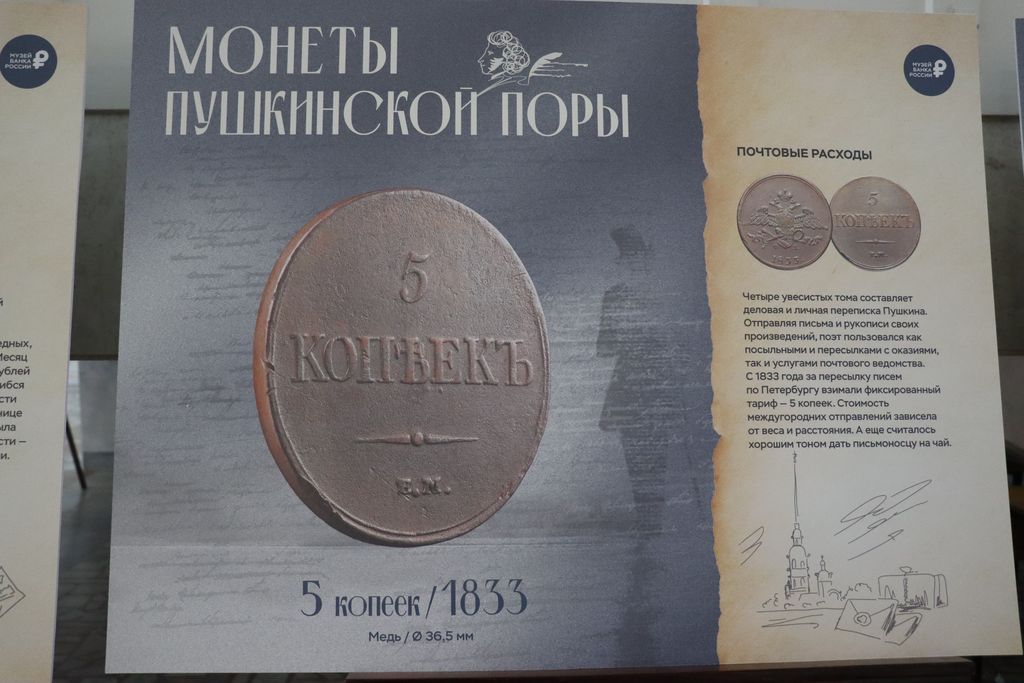 МУЗЕЙ
БАНКА
РОССИИ
МОНЕТЫ
ПУШКИНСКОЙ ПОРЫ
5
КОПѢЕКЪ
Е.М.
5 копеек / 1833
Медь / Ø 36,5 мм
МУЗЕЙ
БАНКА
РОССИИ
ПОЧТОВЫЕ РАСХОДЫ
1833
5
КОПѢЕКЪ
Е.М.
Четыре увесистых тома составляет
деловая и личная переписка Пушкина.
Отправляя письма и рукописи своих
произведений, поэт пользовался как
посыльными и пересылками с оказиями,
так и услугами почтового ведомства.
С 1833 года за пересылку писем
по Петербургу взимали фиксированный
тариф – 5 копеек. Стоимость
междугородних отправлений зависела
от веса и расстояния. А еще считалось
хорошим тоном дать письмоносцу на чай.